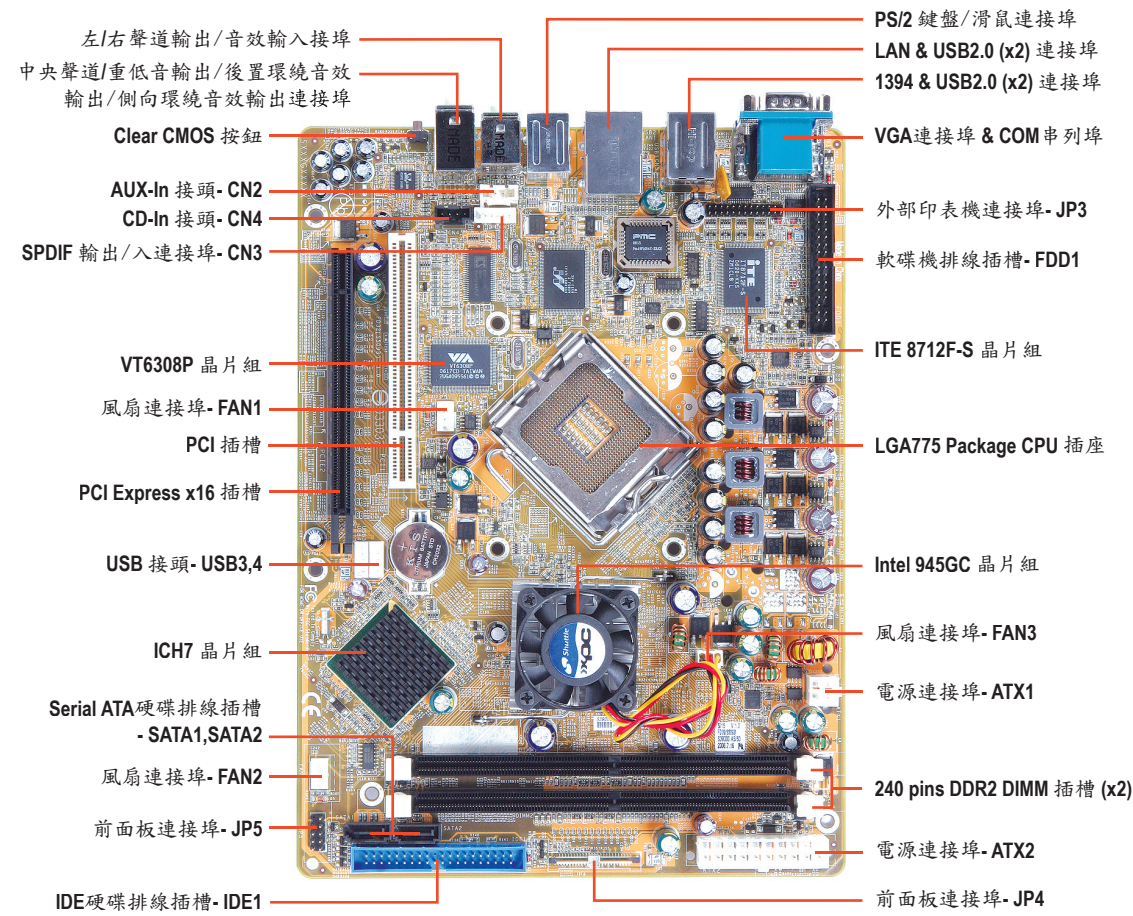 左/右聲道輸出/音效輸入接埠
中央聲道/重低音輸出/後置環繞音效
輸出/側向環繞音效輸出連接埠
Clear CMOS 按鈕
AUX-In 接頭- CN2
CD-In 接頭- CN4
SPDIF 輸出/入連接埠- CN3
VT6308P 晶片組
風扇連接埠- FAN1
PCI 插槽
PCI Express x16 插槽
USB 接頭- USB3,4
ICH7 晶片組
Serial ATA硬碟排線插槽
- SATA1,SATA2
風扇連接埠- FAN2
前面板連接埠- JP5
IDE硬碟排線插槽- IDE1
PS/2 鍵盤/滑鼠連接埠
LAN & USB2.0 (x2) 連接埠
1394 & USB2.0 (x2) 連接埠
VGA連接埠 & COM串列埠
外部印表機連接埠- JP3
軟碟機排線插槽- FDD1
ITE 8712F-S 晶片組
LGA775 Package CPU 插座
Intel 945GC 晶片組
風扇連接埠- FAN3
電源連接埠- ATX1
240 pins DDR2 DIMM 插槽 (x2)
電源連接埠- ATX2
前面板連接埠- JP4
MADE
MADE
PMC
iTE
VIA
VT6308P
Shuttle
XPC
SATA2